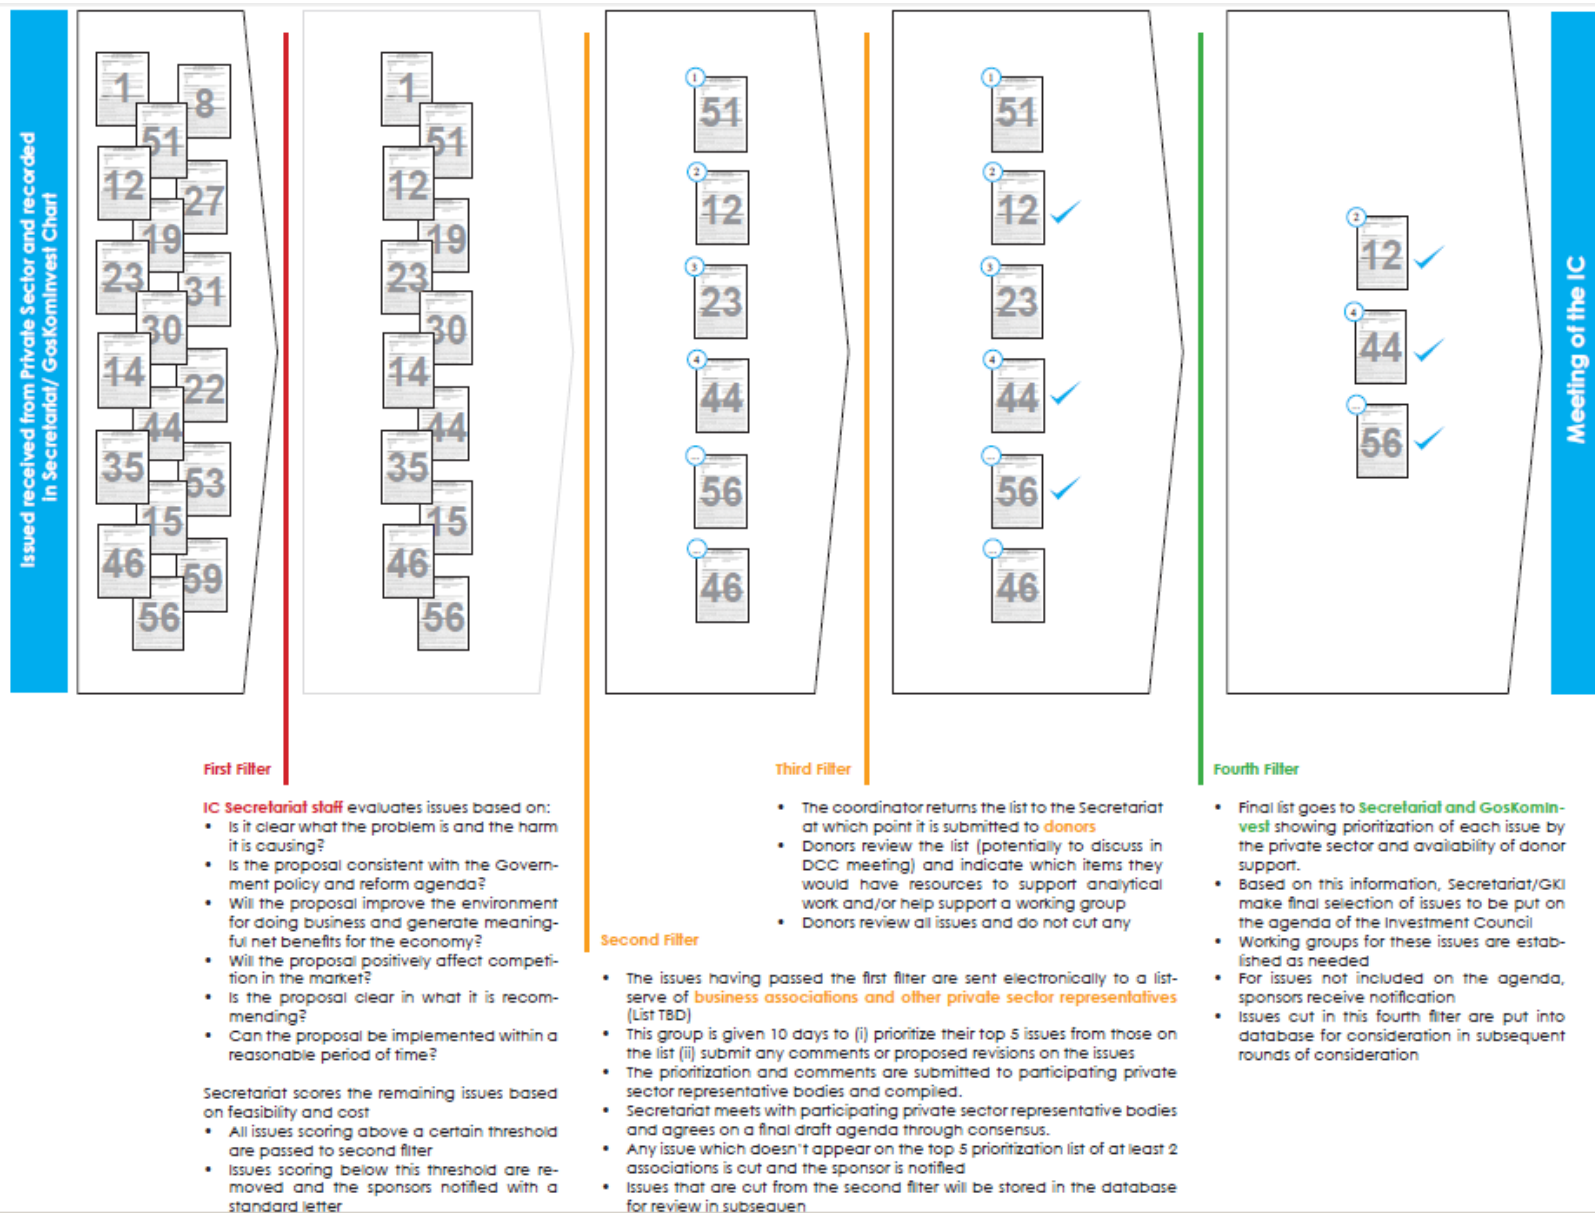 Issued received from Private Sector and recorded
in Secretariat/ GosKomInvest Chart
1
8
51
12
27
19
23
31
30
14
22
44
35
53
15
46
59
56
1
51
12
19
23
30
14
44
35
15
46
56
1
51
2
12
3
23
4
44
...
56
...
46
1
51
2
12
3
23
4
44
...
56
...
46
2
12
4
44
...
56
Meeting of the IC
First Filter
IC Secretariat staff evaluates issues based on:
• Is it clear what the problem is and the harm
it is causing?
• Is the proposal consistent with the Govern-
ment policy and reform agenda?
• Will the proposal improve the environment
for doing business and generate meaning-
ful net benefits for the economy?
• Will the proposal positively affect competi-
tion in the market?
• Is the proposal clear in what it is recom-
mending?
• Can the proposal be implemented within a
reasonable period of time?
Secretariat scores the remaining issues based
on feasibility and cost
• All issues scoring above a certain threshold
are passed to second filter
• Issues scoring below this threshold are re-
moved and the sponsors notified with a
standard letter
Second Filter
• The issues having passed the first filter are sent electronically to a list-
serve of business associations and other private sector representatives
(List TBD)
• This group is given 10 days to (i) prioritize their top 5 issues from those on
the list (ii) submit any comments or proposed revisions on the issues
• The prioritization and comments are submitted to participating private
sector representative bodies and compiled.
• Secretariat meets with participating private sector representative bodies
and agrees on a final draft agenda through consensus.
• Any issue which doesn't appear on the top 5 prioritization list of at least 2
associations is cut and the sponsor is notified
• Issues that are cut from the second filter will be stored in the database
for review in subsequen
Third Filter
• The coordinator returns the list to the Secretariat
at which point it is submitted to donors
• Donors review the list (potentially to discuss in
DCC meeting) and indicate which items they
would have resources to support analytical
work and/or help support a working group
• Donors review all issues and do not cut any
Fourth Filter
• Final list goes to Secretariat and GosKomIn-
vest showing prioritization of each issue by
the private sector and availability of donor
support.
• Based on this information, Secretariat/GKI
make final selection of issues to be put on
the agenda of the Investment Council
• Working groups for these issues are estab-
lished as needed
• For issues not included on the agenda,
sponsors receive notification
• Issues cut in this fourth filter are put into
database for consideration in subsequent
rounds of consideration